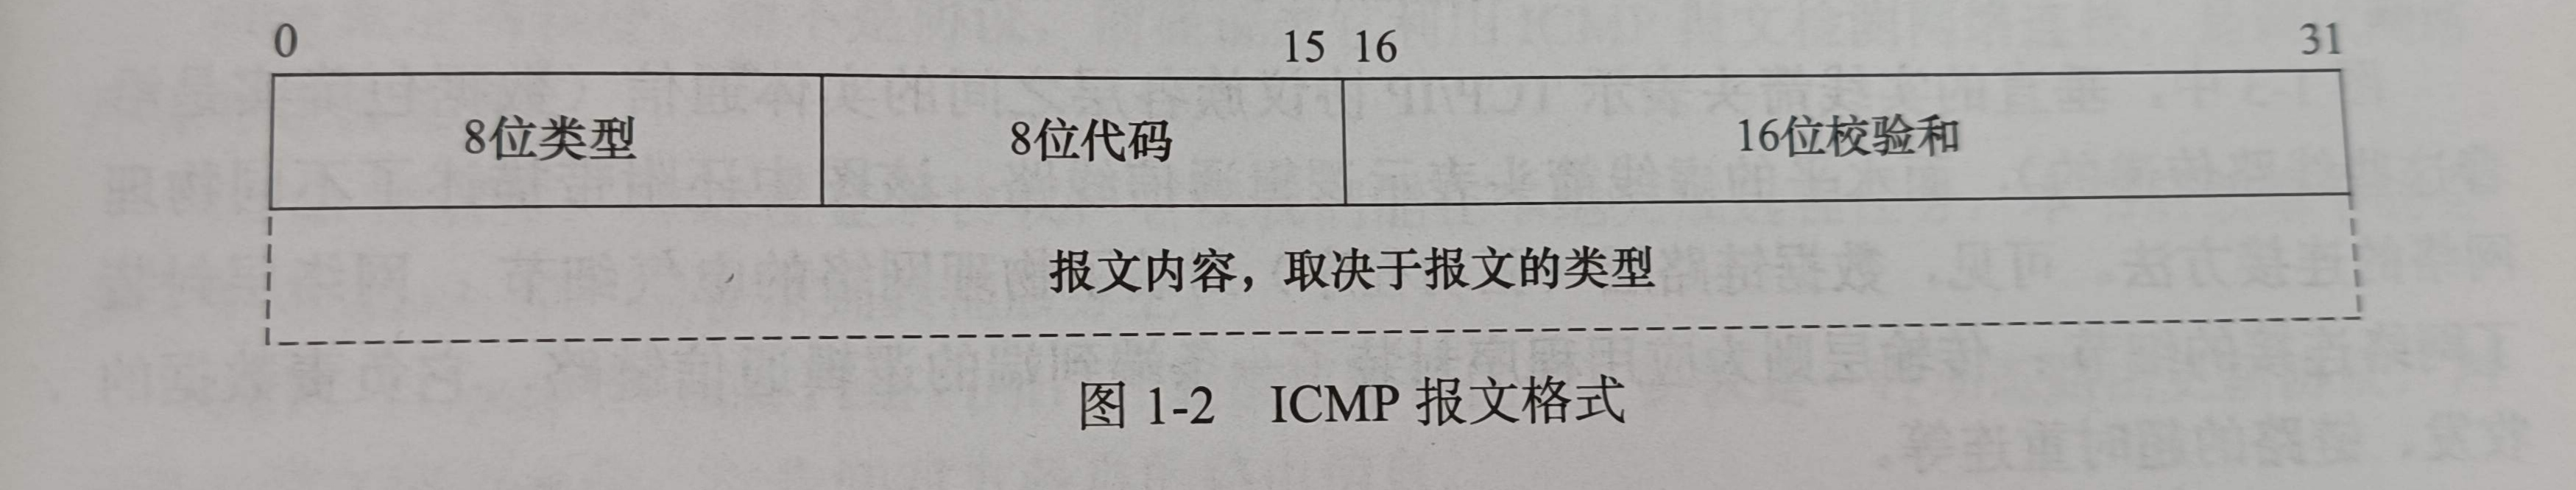 0 15 16 31
8位类型 8位代码 16位校验和
报文内容，取决于报文的类型
图 1-2 ICMP 报文格式